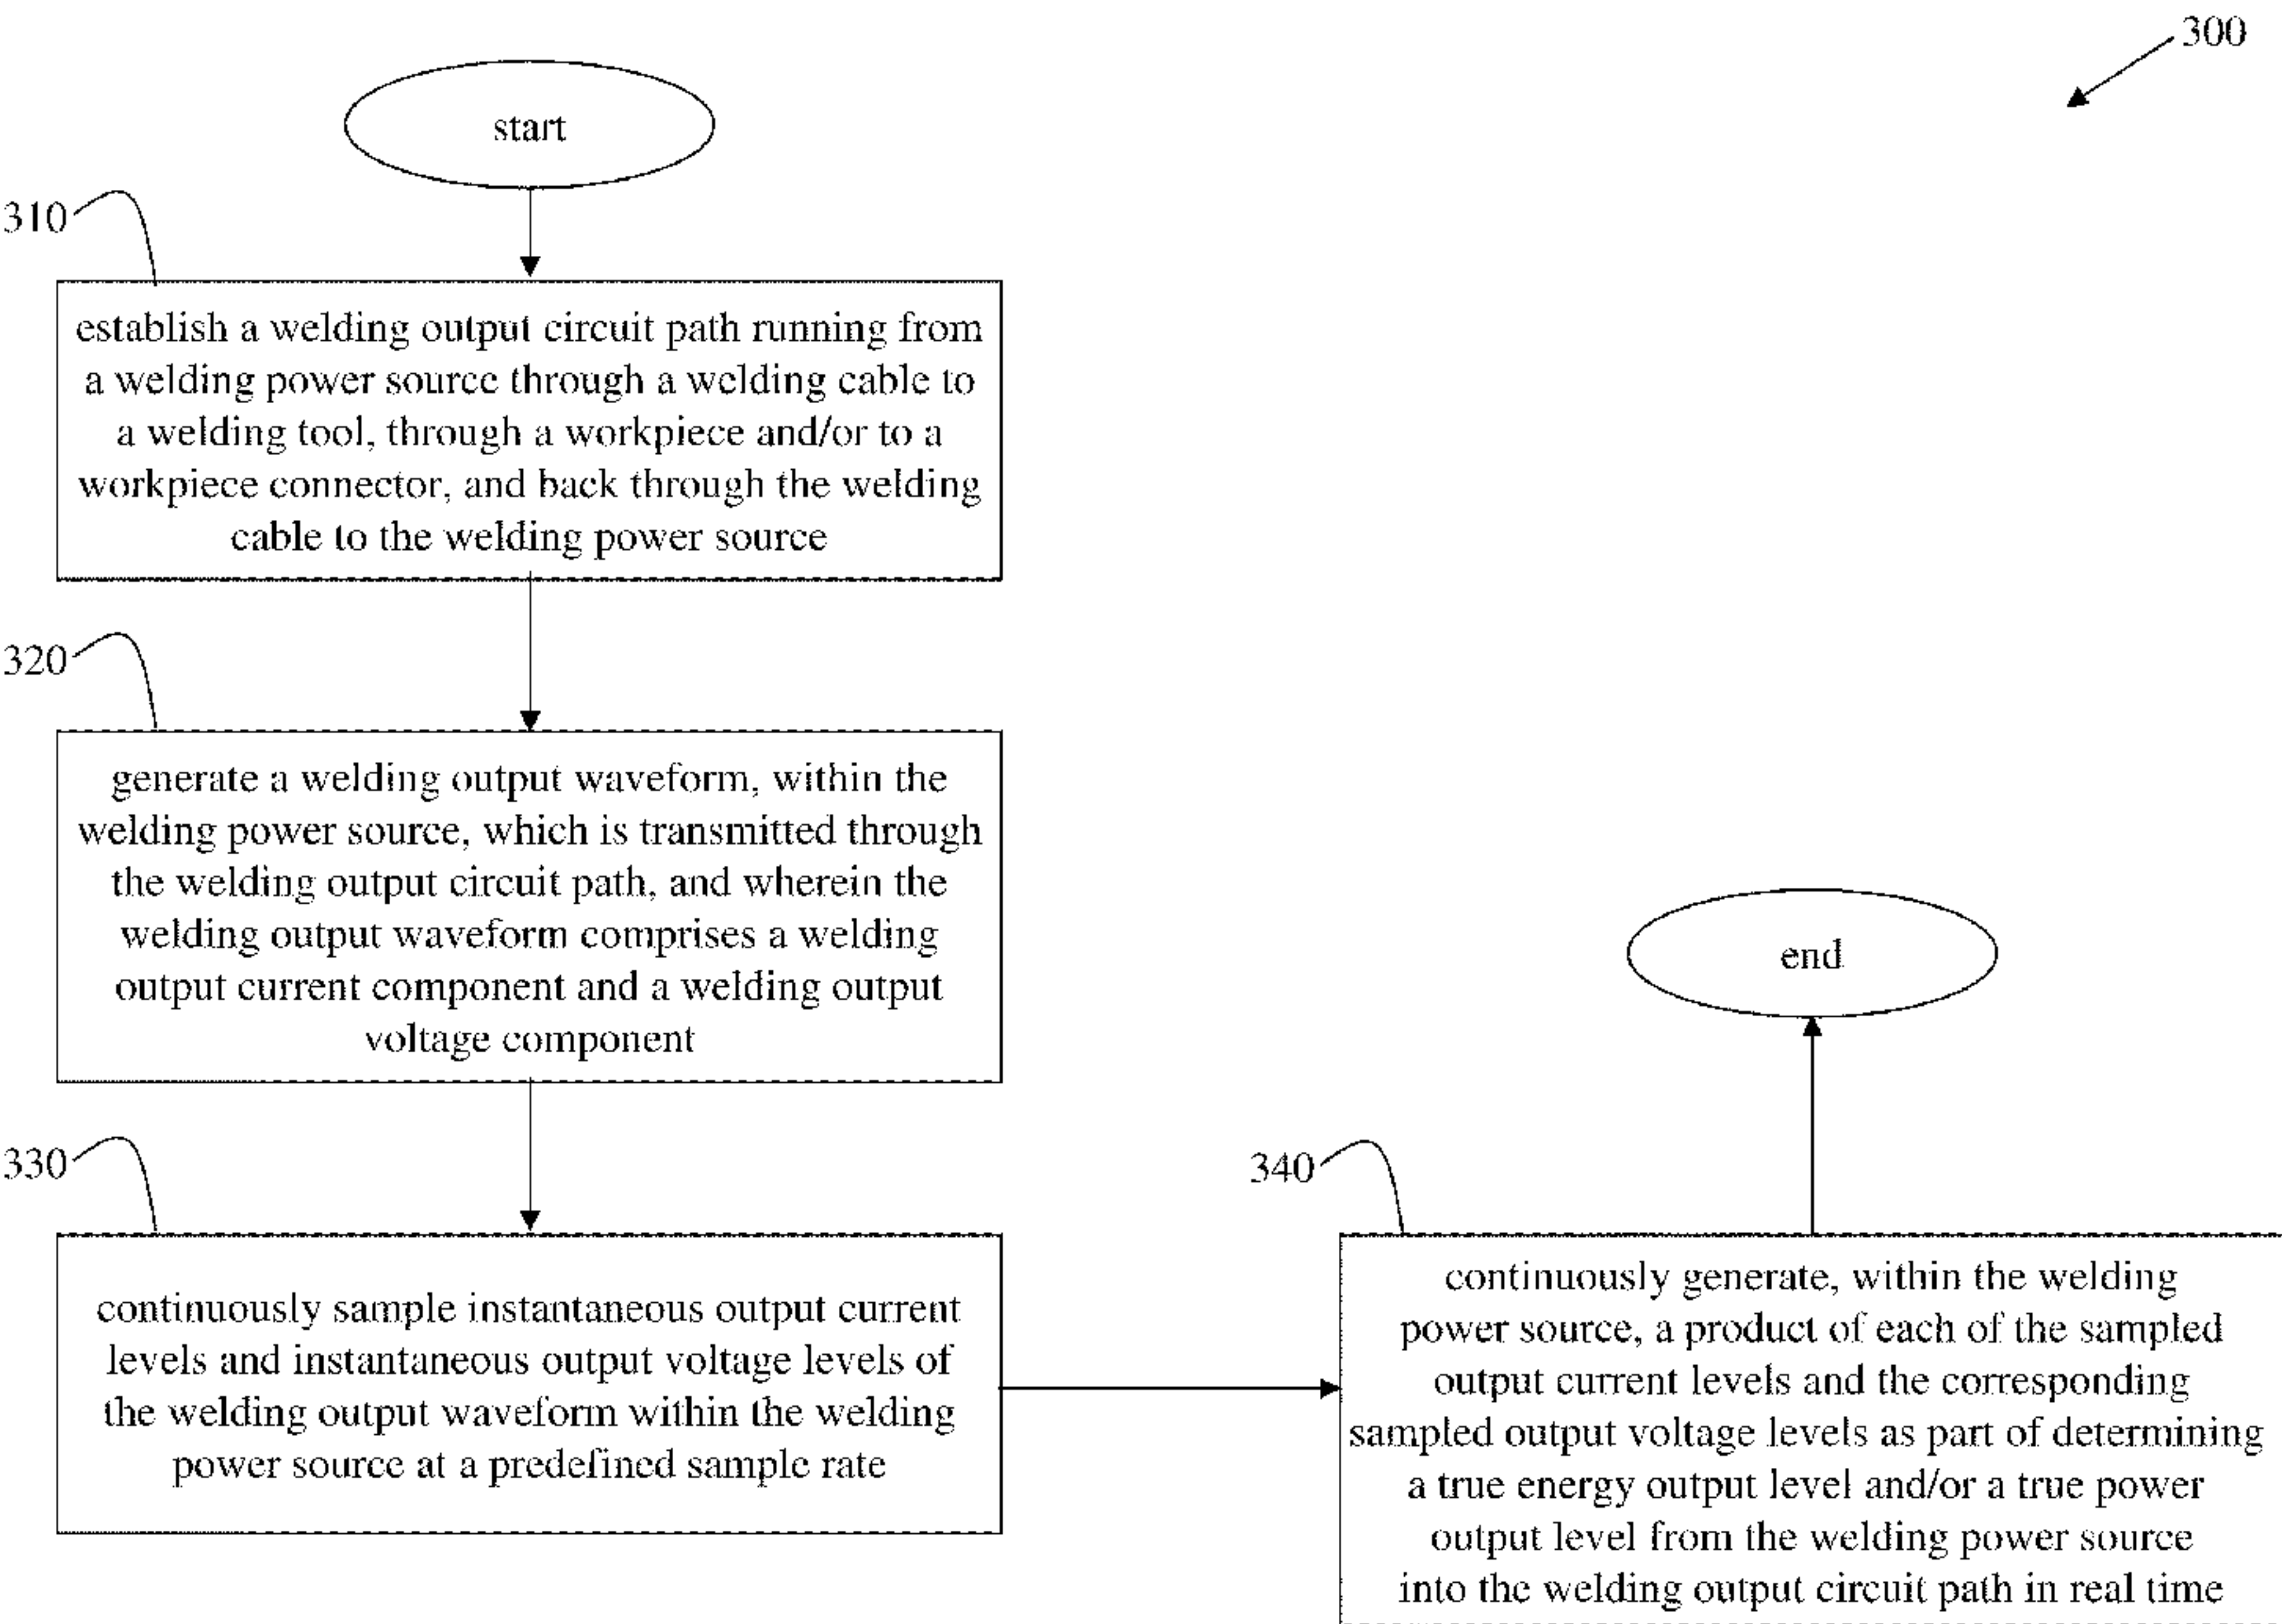 300
start
310
establish a welding output circuit path running from
a welding power source through a welding cable to
a welding tool, through a workpiece and/or to a
workpiece connector, and back through the welding
cable to the welding power source
320
generate a welding output waveform, within the
welding power source, which is transmitted through
the welding output circuit path, and wherein the
welding output waveform comprises a welding
output current component and a welding output
voltage component
330
continuously sample instantaneous output current
levels and instantaneous output voltage levels of
the welding output waveform within the welding
power source at a predefined sample rate
340
continuously generate, within the welding
power source, a product of each of the sampled
output current levels and the corresponding
sampled output voltage levels as part of determining
a true energy output level and/or a true power
output level from the welding power source
into the welding output circuit path in real time
end